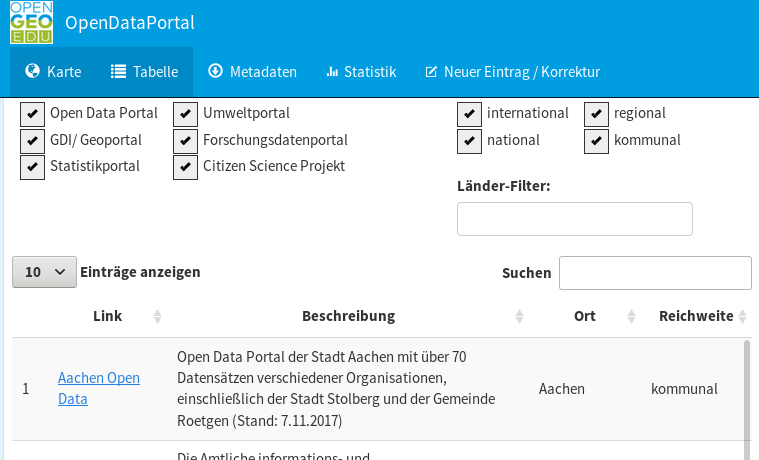 OPEN
GEO
EDU
OpenDataPortal
Karte Tabelle Metadaten Statistik Neuer Eintrag / Korrektur
Open Data Portal Umweltportal international regional
GDI/ Geoportal Forschungsdatenportal national kommunal
Statistikportal Citizen Science Projekt
Länder-Filter:
10 Einträge anzeigen Suchen
Link Beschreibung Ort Reichweite
Open Data Portal der Stadt Aachen mit über 70
1 Aachen Open Data Datensätzen verschiedener Organisationen, Aachen kommunal
einschließlich der Stadt Stolberg und der Gemeinde
Roetgen (Stand: 7.11.2017)
Die Amtliche informations- und